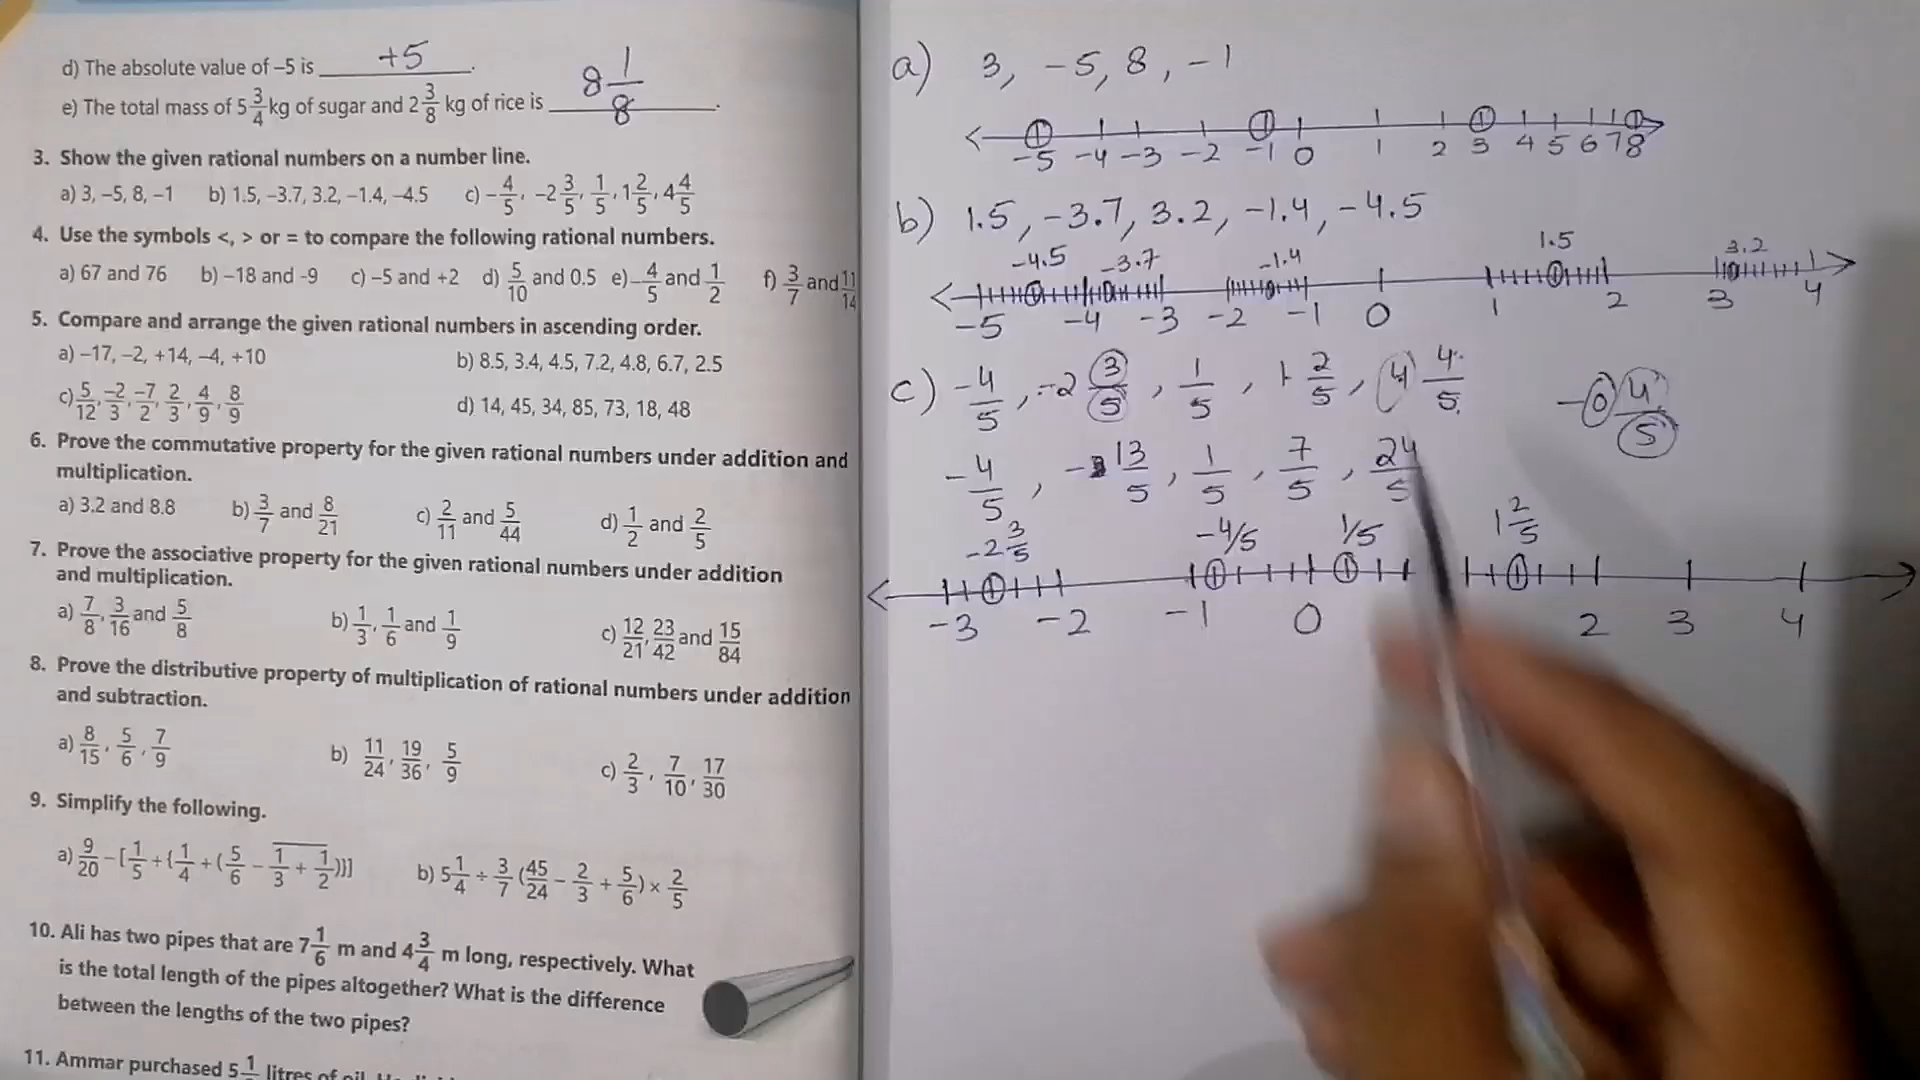 d) The absolute value of –5 is +5.
e) The total mass of 5 3/4 kg of sugar and 2 3/8 kg of rice is 8 1/8.
3. Show the given rational numbers on a number line.
a) 3, –5, 8, –1 b) 1.5, –3.7, 3.2, –1.4, –4.5 c) –4/5, –2 3/5, 1/5, 1 2/5, 4 4/5
4. Use the symbols <, > or = to compare the following rational numbers.
a) 67 and 76 b) –18 and -9 c) –5 and +2 d) 5/10 and 0.5 e) –4/5 and 1/2 f) 3/7 and 11/14
5. Compare and arrange the given rational numbers in ascending order.
a) –17, –2, +14, –4, +10 b) 8.5, 3.4, 4.5, 7.2, 4.8, 6.7, 2.5
c) 5/12, –2/3, –7/2, 2/3, 4/9, 8/9 d) 14, 45, 34, 85, 73, 18, 48
6. Prove the commutative property for the given rational numbers under addition and
multiplication.
a) 3.2 and 8.8 b) 3/7 and 8/21 c) 2/11 and 5/44 d) 1/2 and 2/5
7. Prove the associative property for the given rational numbers under addition
and multiplication.
a) 7/8, 3/16 and 5/8 b) 1/3, 1/6 and 1/9 c) 12/21, 23/42 and 15/84
8. Prove the distributive property of multiplication of rational numbers under addition
and subtraction.
a) 8/15, 5/6, 7/9 b) 11/24, 19/36, 5/9 c) 2/3, 7/10, 17/30
9. Simplify the following.
a) 9/20 – [1/5 + {1/4 + (5/6 – 1/3 + 1/2)}] b) 5 1/4 ÷ 3/7 (45/24 – 2/3 + 5/6) × 2/5
10. Ali has two pipes that are 7 1/6 m and 4 3/4 m long, respectively. What
is the total length of the pipes altogether? What is the difference
between the lengths of the two pipes?
11. Ammar purchased 5 1/ litres of oil.
a) 3, -5, 8, -1
-5 -4 -3 -2 -1 0 1 2 3 4 5 6 7 8
b) 1.5, -3.7, 3.2, -1.4, -4.5
-4.5 -3.7 -1.4 1.5 3.2
-5 -4 -3 -2 -1 0 1 2 3 4
c) -4/5, -2 3/5, 1/5, 1 2/5, 4 4/5 -0 4/5
-4/5, -13/5, 1/5, 7/5, 24/5
-2 3/5 -4/5 1/5 1 2/5
-3 -2 -1 0 2 3 4